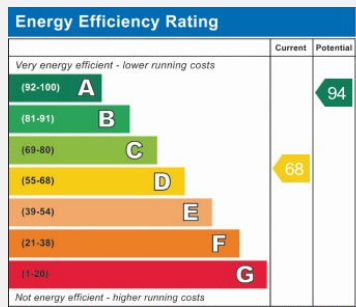 Energy Efficiency Rating
Current Potential
Very energy efficient - lower running costs
(92-100) A
94
(81-91) B
(69-80) C
(55-68) D
68
(39-54) E
(21-38) F
(1-20) G
Not energy efficient - higher running costs